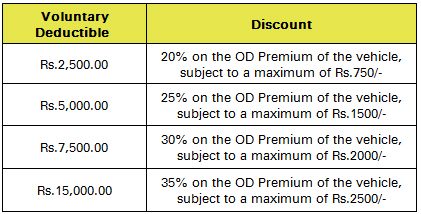 Voluntary
Deductible
Discount
Rs.2,500.00
20% on the OD Premium of the vehicle,
subject to a maximum of Rs.750/-
Rs.5,000.00
25% on the OD Premium of the vehicle,
subject to a maximum of Rs.1500/-
Rs.7,500.00
30% on the OD Premium of the vehicle,
subject to a maximum of Rs.2000/-
Rs.15,000.00
35% on the OD Premium of the vehicle,
subject to a maximum of Rs.2500/-